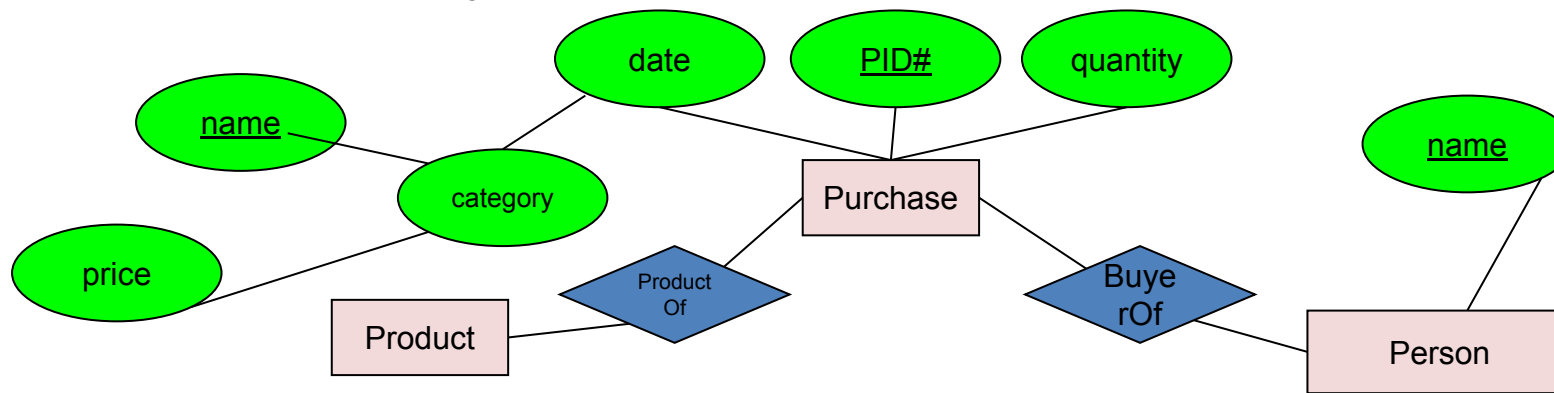 date
PID#
quantity
name
name
category
Purchase
price
Product
Of
Buye
rOf
Product
Person